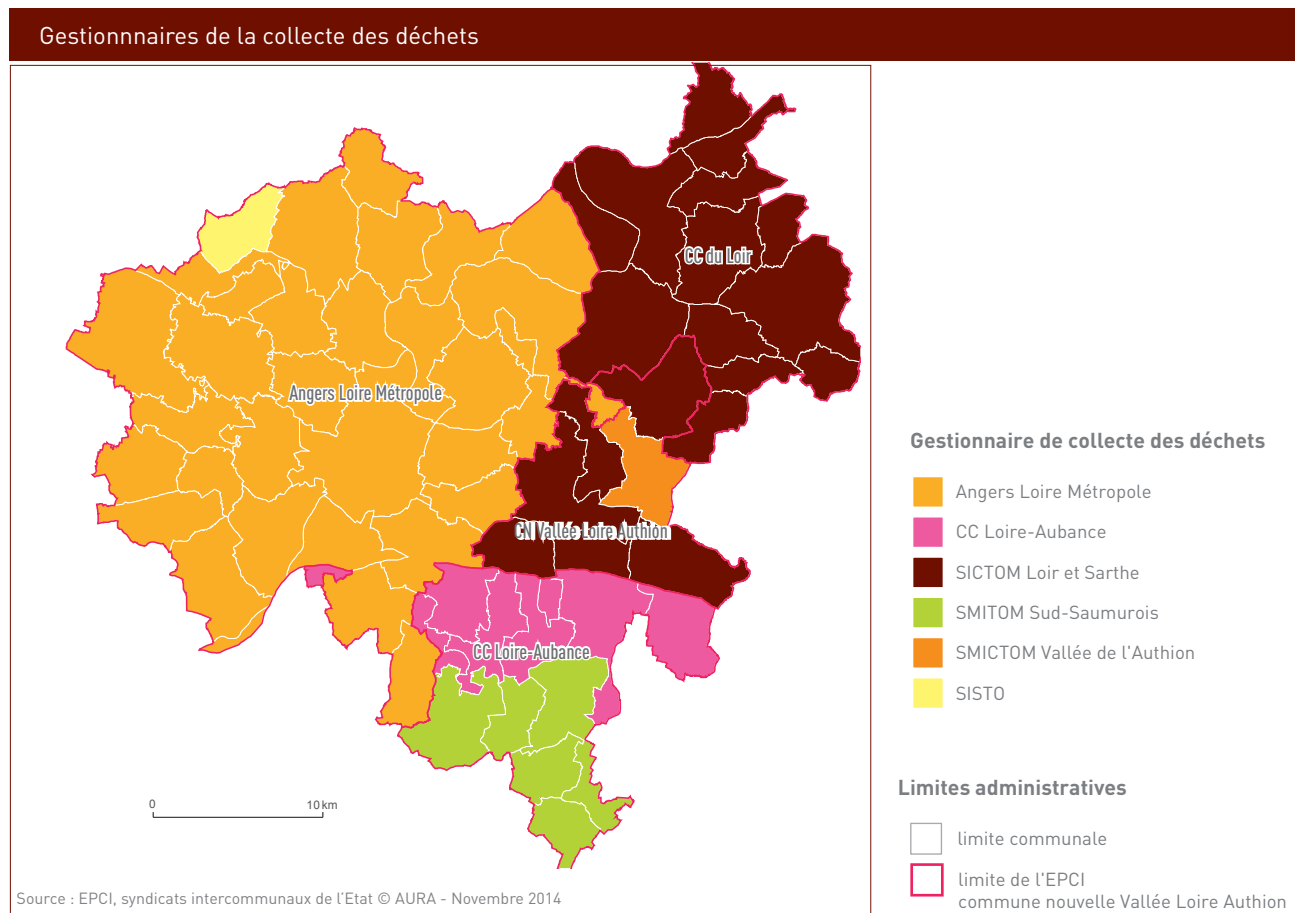 Gestionnnaires de la collecte des déchets
CC du Loir
Angers Loire Métropole
CN Vallée Loire Authion
CC Loire-Aubance
0 10 km
Source : EPCI, syndicats intercommunaux de l'Etat © AURA - Novembre 2014
Gestionnaire de collecte des déchets
Angers Loire Métropole
CC Loire-Aubance
SICTOM Loir et Sarthe
SMITOM Sud-Saumurois
SMICTOM Vallée de l'Authion
SISTO
Limites administratives
limite communale
limite de l'EPCI
commune nouvelle Vallée Loire Authion